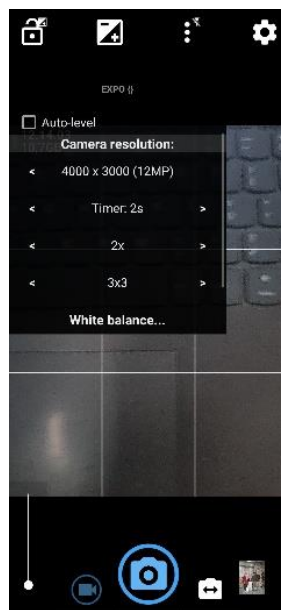 EXPO {}
Auto-level
Camera resolution:
< 4000 x 3000 (12MP)
< Timer: 2s >
< 2x >
< 3x3 >
White balance...